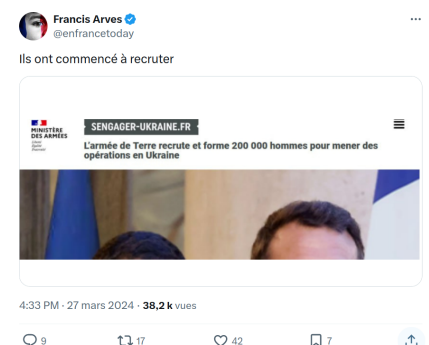 Francis Arves
@enfrancetoday
Ils ont commencé à recruter
MINISTÈRE
DES ARMÉES
SENGAGER-UKRAINE.FR
L'armée de Terre recrute et forme 200 000 hommes pour mener des
opérations en Ukraine
4:33 PM · 27 mars 2024 · 38,2 k vues
9 17 42 7